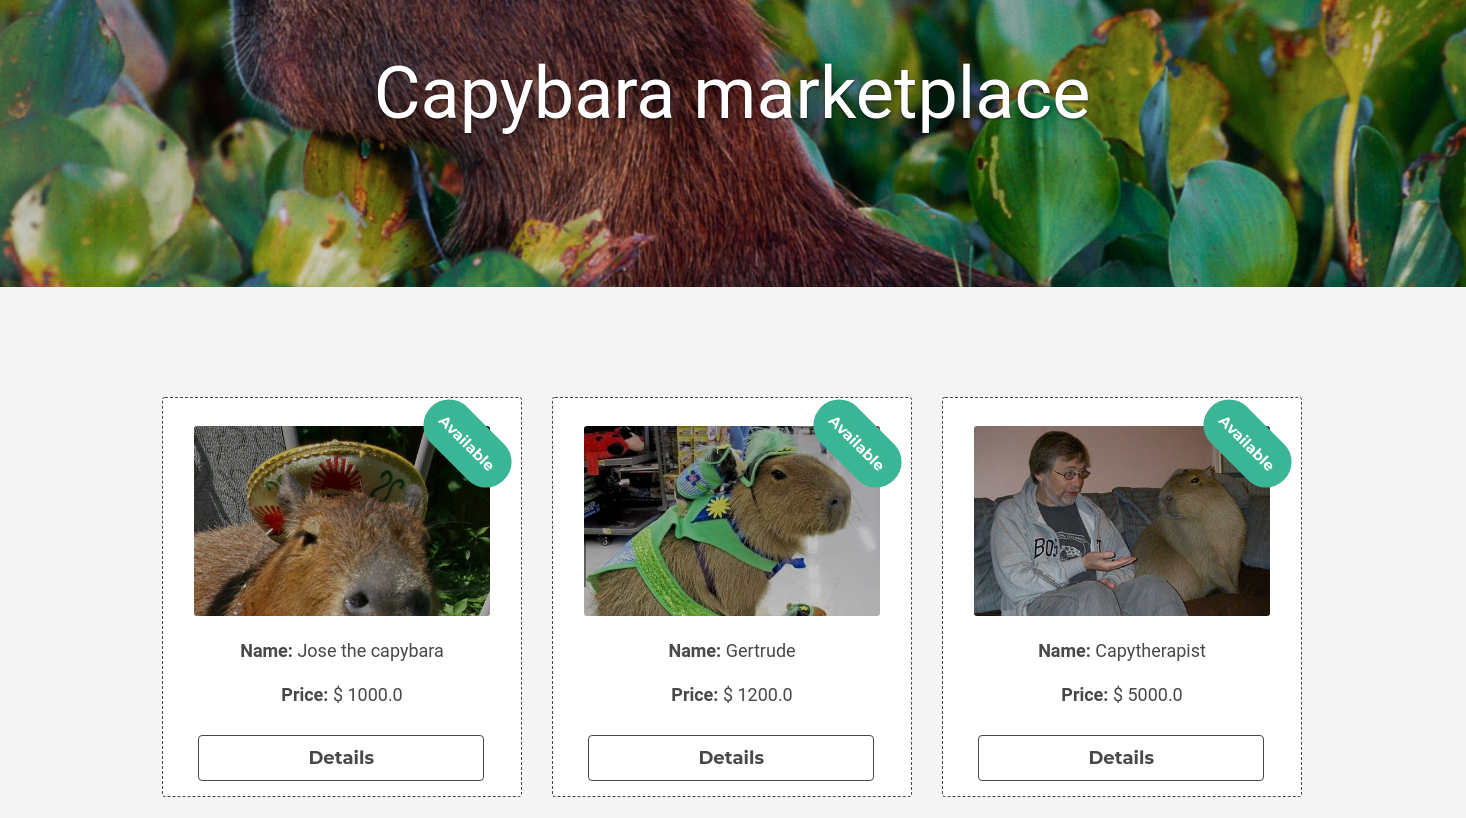 Capybara marketplace
Available
Available
Available
Name: Jose the capybara
Name: Gertrude
Name: Capytherapist
Price: $ 1000.0
Price: $ 1200.0
Price: $ 5000.0
Details
Details
Details